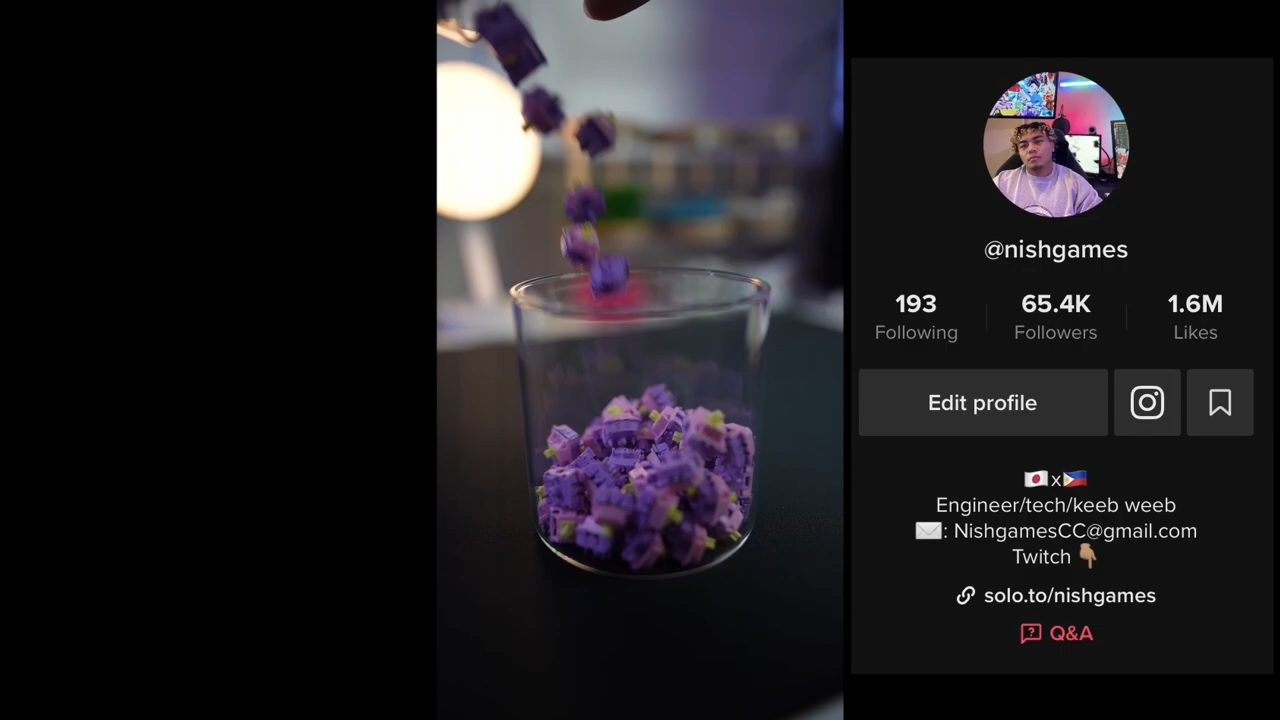 @nishgames
193
65.4K
1.6M
Following
Followers
Likes
Edit profile
🇯🇵x🇵🇭
Engineer/tech/keeb weeb
✉️: NishgamesCC@gmail.com
Twitch 👇🏽
solo.to/nishgames
Q&A